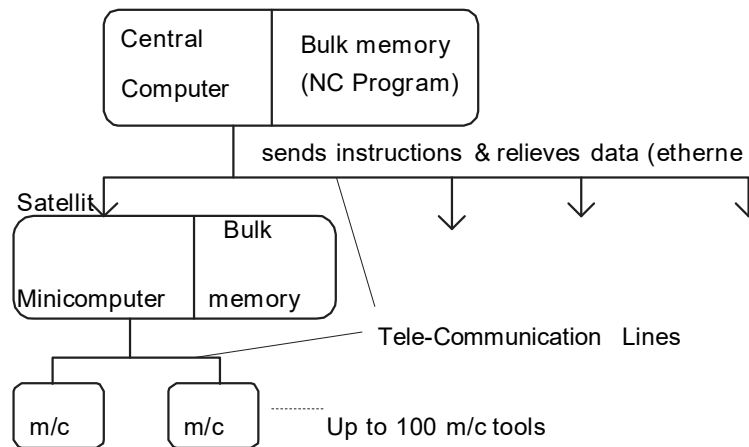 Central
Computer
Bulk memory
(NC Program)
sends instructions & relieves data (etherne
Satellit
Bulk
Minicomputer
memory
Tele-Communication Lines
m/c
m/c
Up to 100 m/c tools